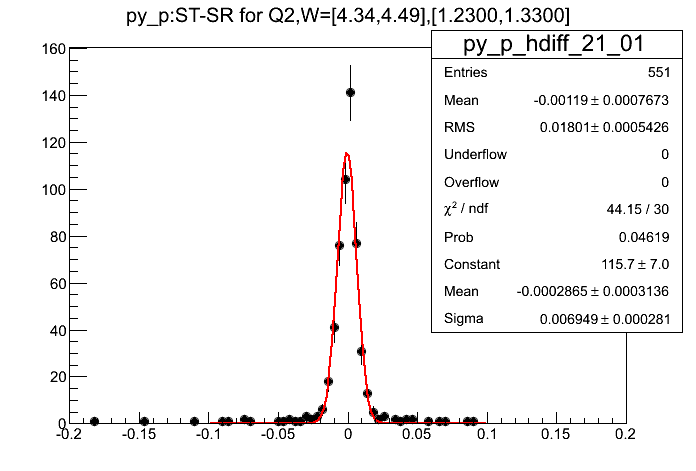 py_p:ST-SR for Q2,W=[4.34,4.49],[1.2300,1.3300]
py_p_hdiff_21_01
Entries 551
Mean -0.00119 ± 0.0007673
RMS 0.01801 ± 0.0005426
Underflow 0
Overflow 0
χ² / ndf 44.15 / 30
Prob 0.04619
Constant 115.7 ± 7.0
Mean -0.0002865 ± 0.0003136
Sigma 0.006949 ± 0.000281
160
140
120
100
80
60
40
20
0
-0.2 -0.15 -0.1 -0.05 0 0.05 0.1 0.15 0.2